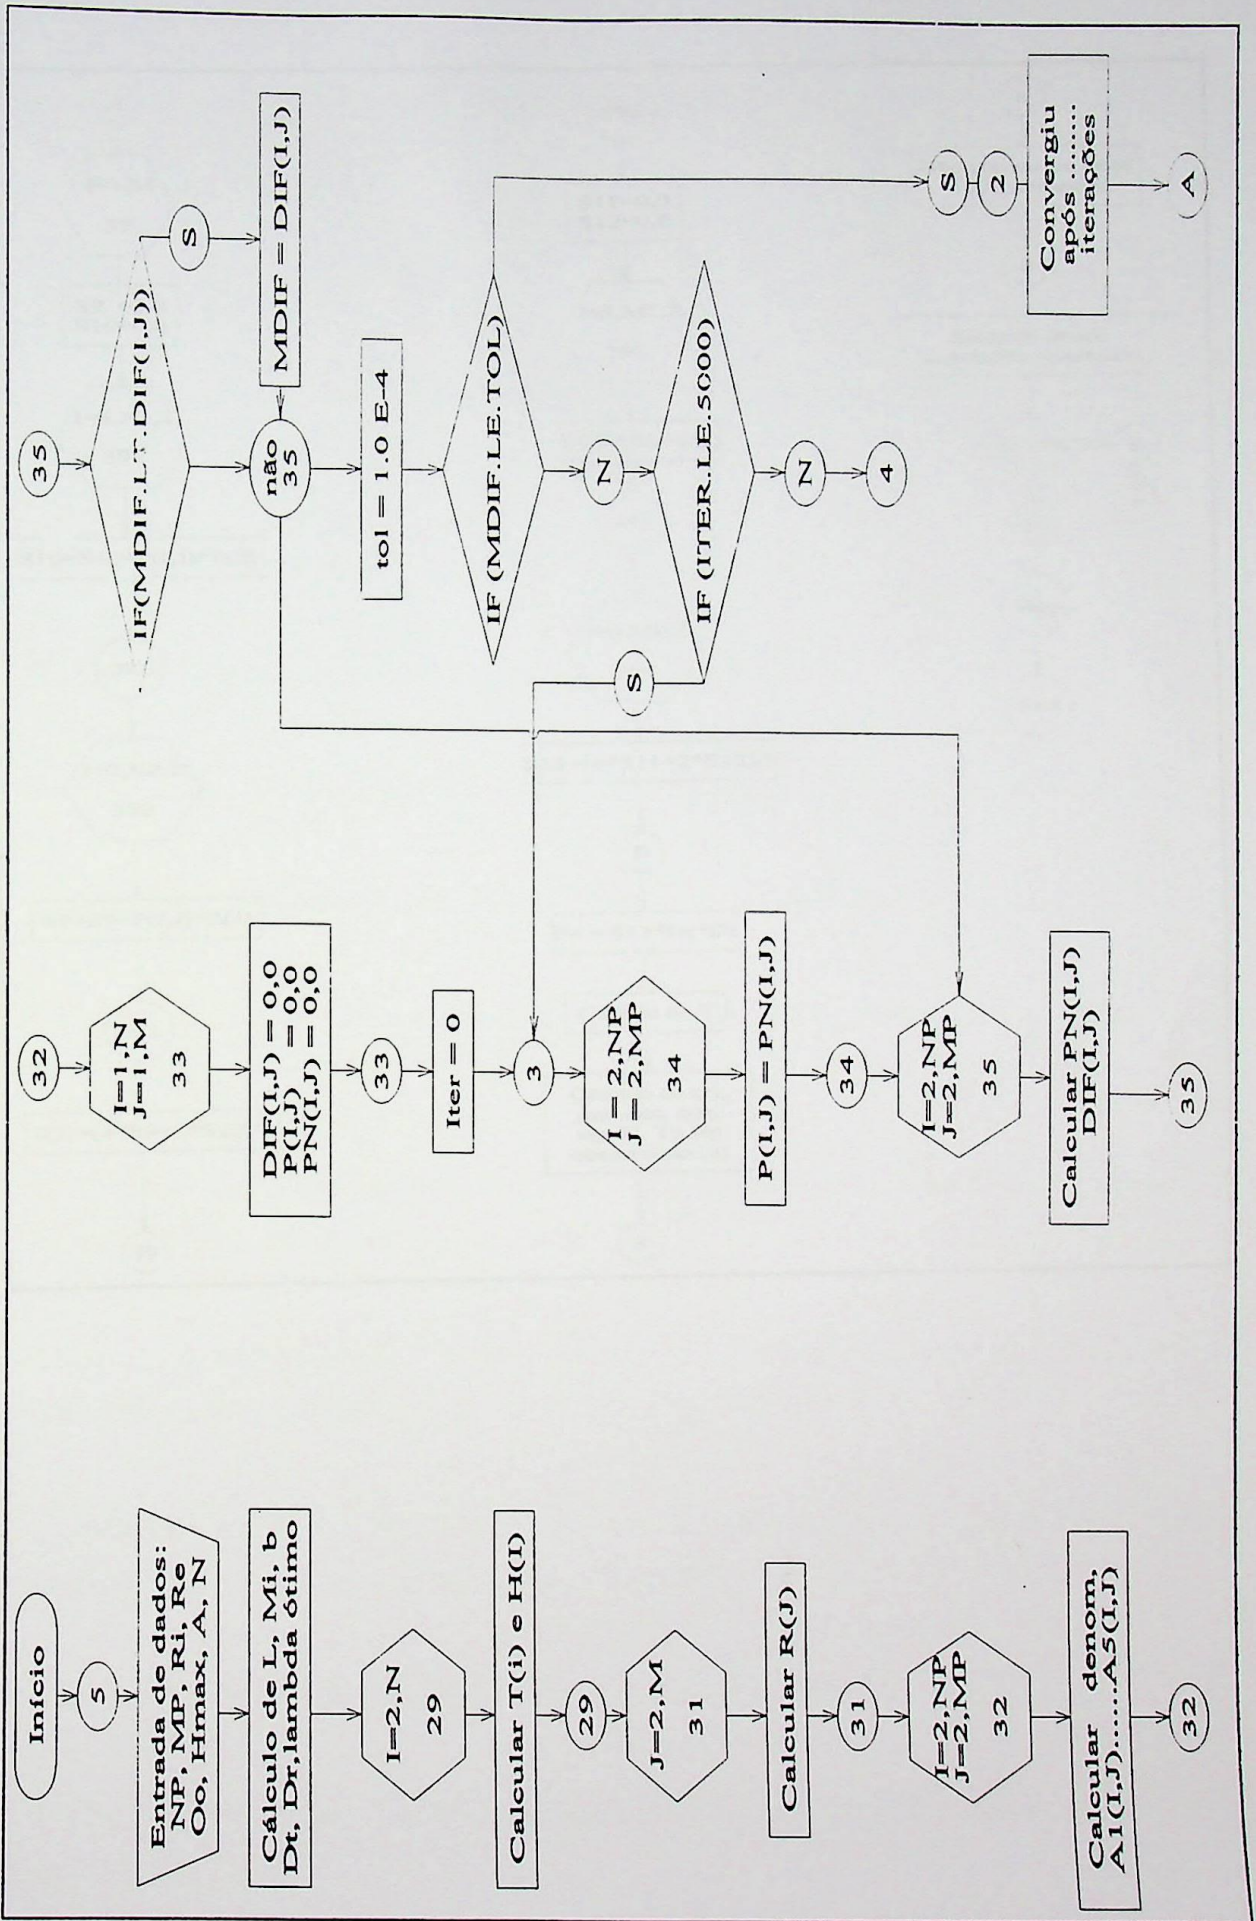 Início
5
Entrada de dados:
NP, MP, Ri, Re
Oo, Hmax, A, N
Cálculo de L, Mi, b
Dt, Dr,lambda ótimo
I=2,N
29
Calcular T(i) e H(I)
29
J=2,M
31
Calcular R(J)
31
I=2,NP
J=2,MP
32
Calcular denom,
A1(I,J).......A5(I,J)
32
32
I=1,N
J=1,M
33
DIF(I,J) = 0,0
P(I,J) = 0,0
PN(I,J) = 0,0
33
Iter = 0
3
I = 2,NP
J = 2,MP
34
P(I,J) = PN(I,J)
34
I=2,NP
J=2,MP
35
Calcular PN(I,J)
DIF(I,J)
35
35
IF(MDIF.LT.DIF(I,J))
S
MDIF = DIF(I,J)
não
35
tol = 1.0 E-4
IF (MDIF.LE.TOL)
N
IF (ITER.LE.5000)
S
N
4
S
2
Convergiu
após ........
iterações
A